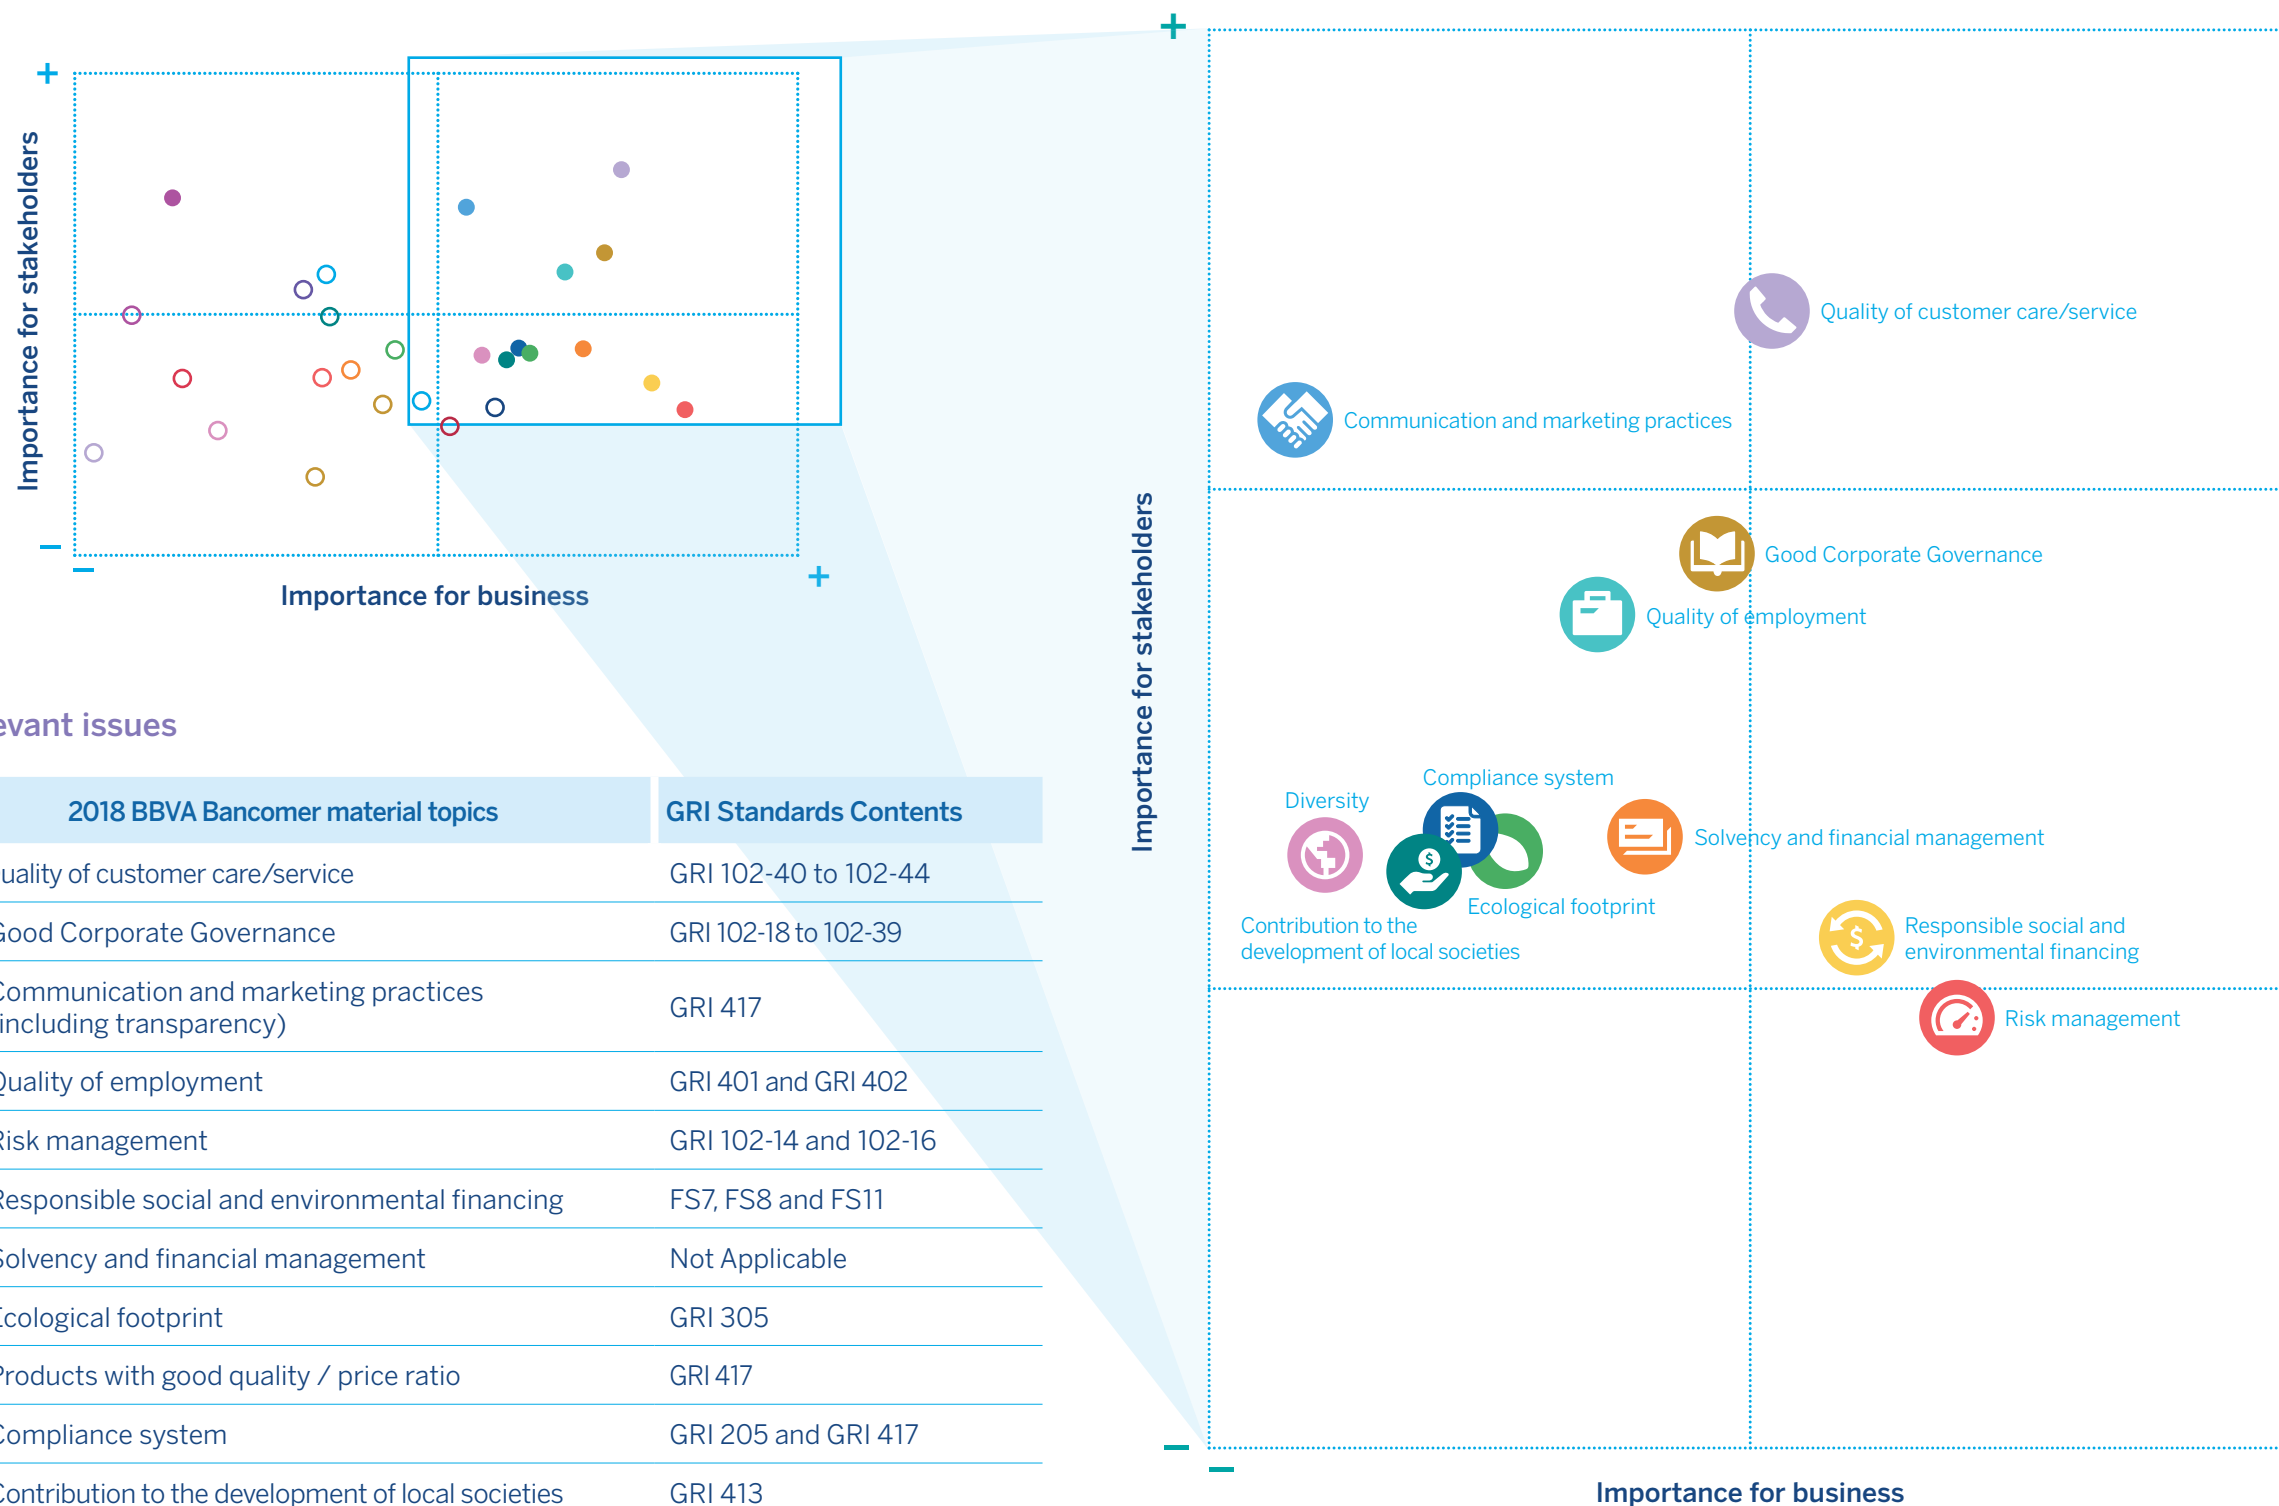 +
Importance for stakeholders
−
−
+
Importance for business
evant issues
2018 BBVA Bancomer material topics GRI Standards Contents
uality of customer care/service GRI 102-40 to 102-44
Good Corporate Governance GRI 102-18 to 102-39
Communication and marketing practices
including transparency) GRI 417
Quality of employment GRI 401 and GRI 402
Risk management GRI 102-14 and 102-16
Responsible social and environmental financing FS7, FS8 and FS11
Solvency and financial management Not Applicable
Ecological footprint GRI 305
Products with good quality / price ratio GRI 417
Compliance system GRI 205 and GRI 417
Contribution to the development of local societies GRI 413
+
Importance for stakeholders
Quality of customer care/service
Communication and marketing practices
Good Corporate Governance
Quality of employment
Compliance system
Diversity
$
Solvency and financial management
Ecological footprint
Contribution to the
development of local societies
$
Responsible social and
environmental financing
Risk management
−
−
Importance for business